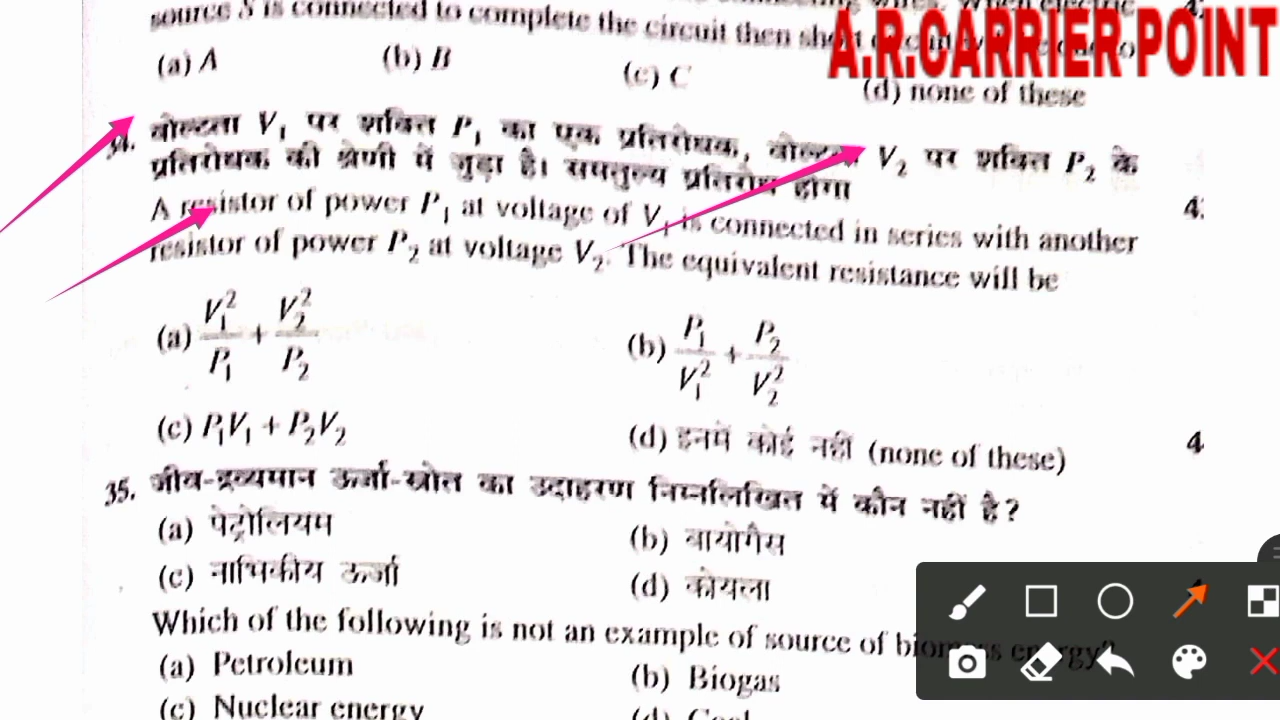 source S is connected to complete the circuit then short
A.R.CARRIER POINT
(a) A (b) B (c) C (d) none of these
34. वोल्टता V₁ पर शक्ति P₁ का एक प्रतिरोधक, V₂ पर शक्ति P₂ के
प्रतिरोधक की श्रेणी में जुड़ा है। समतुल्य प्रतिरोध होगा
A resistor of power P₁ at voltage of V₁ is connected in series with another
resistor of power P₂ at voltage V₂. The equivalent resistance will be
(a) V₁²/P₁ + V₂²/P₂ (b) P₁/V₁² + P₂/V₂²
(c) P₁V₁ + P₂V₂ (d) इनमें कोई नहीं (none of these)
35. जीव-द्रव्यमान ऊर्जा-स्रोत का उदाहरण निम्नलिखित में कौन नहीं है?
(a) पेट्रोलियम (b) बायोगैस
(c) नाभिकीय ऊर्जा (d) कोयला
Which of the following is not an example of source of biomass energy?
(a) Petroleum (b) Biogas
(c) Nuclear energy (d) Coal
4
4